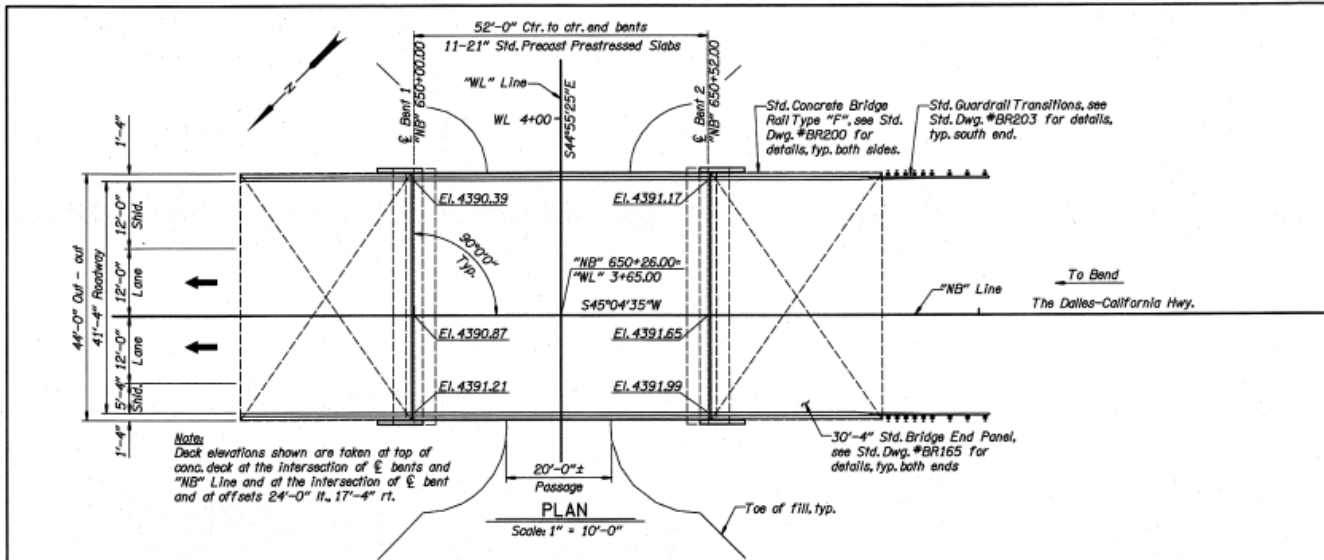 52'-0" Ctr. to ctr. end bents
11-21" Std. Precast Prestressed Slabs
N
"WL" Line
WL 4+00
S44°55'25"E
℄ Bent 1
"NB" 650+00.00
℄ Bent 2
"NB" 650+52.00
Std. Concrete Bridge
Rail Type "F", see Std.
Dwg. #BR200 for
details, typ. both sides.
Std. Guardrail Transitions, see
Std. Dwg. #BR203 for details,
typ. south end.
1'-4"
44'-0" Out - out
41'-4" Roadway
12'-0"
Shld.
12'-0"
Lane
12'-0"
Lane
5'-4"
Shld.
1'-4"
El. 4390.39
El. 4391.17
90°0'0"
Typ.
"NB" 650+26.00=
"WL" 3+65.00
S45°04'35"W
To Bend
"NB" Line
The Dalles-California Hwy.
El. 4390.87
El. 4391.65
El. 4391.21
El. 4391.99
Note:
Deck elevations shown are taken at top of
conc. deck at the intersection of ℄ bents and
"NB" Line and at the intersection of ℄ bent
and at offsets 24'-0" lt., 17'-4" rt.
20'-0"±
Passage
30'-4" Std. Bridge End Panel,
see Std. Dwg. #BR165 for
details, typ. both ends
Toe of fill, typ.
PLAN
Scale: 1" = 10'-0"